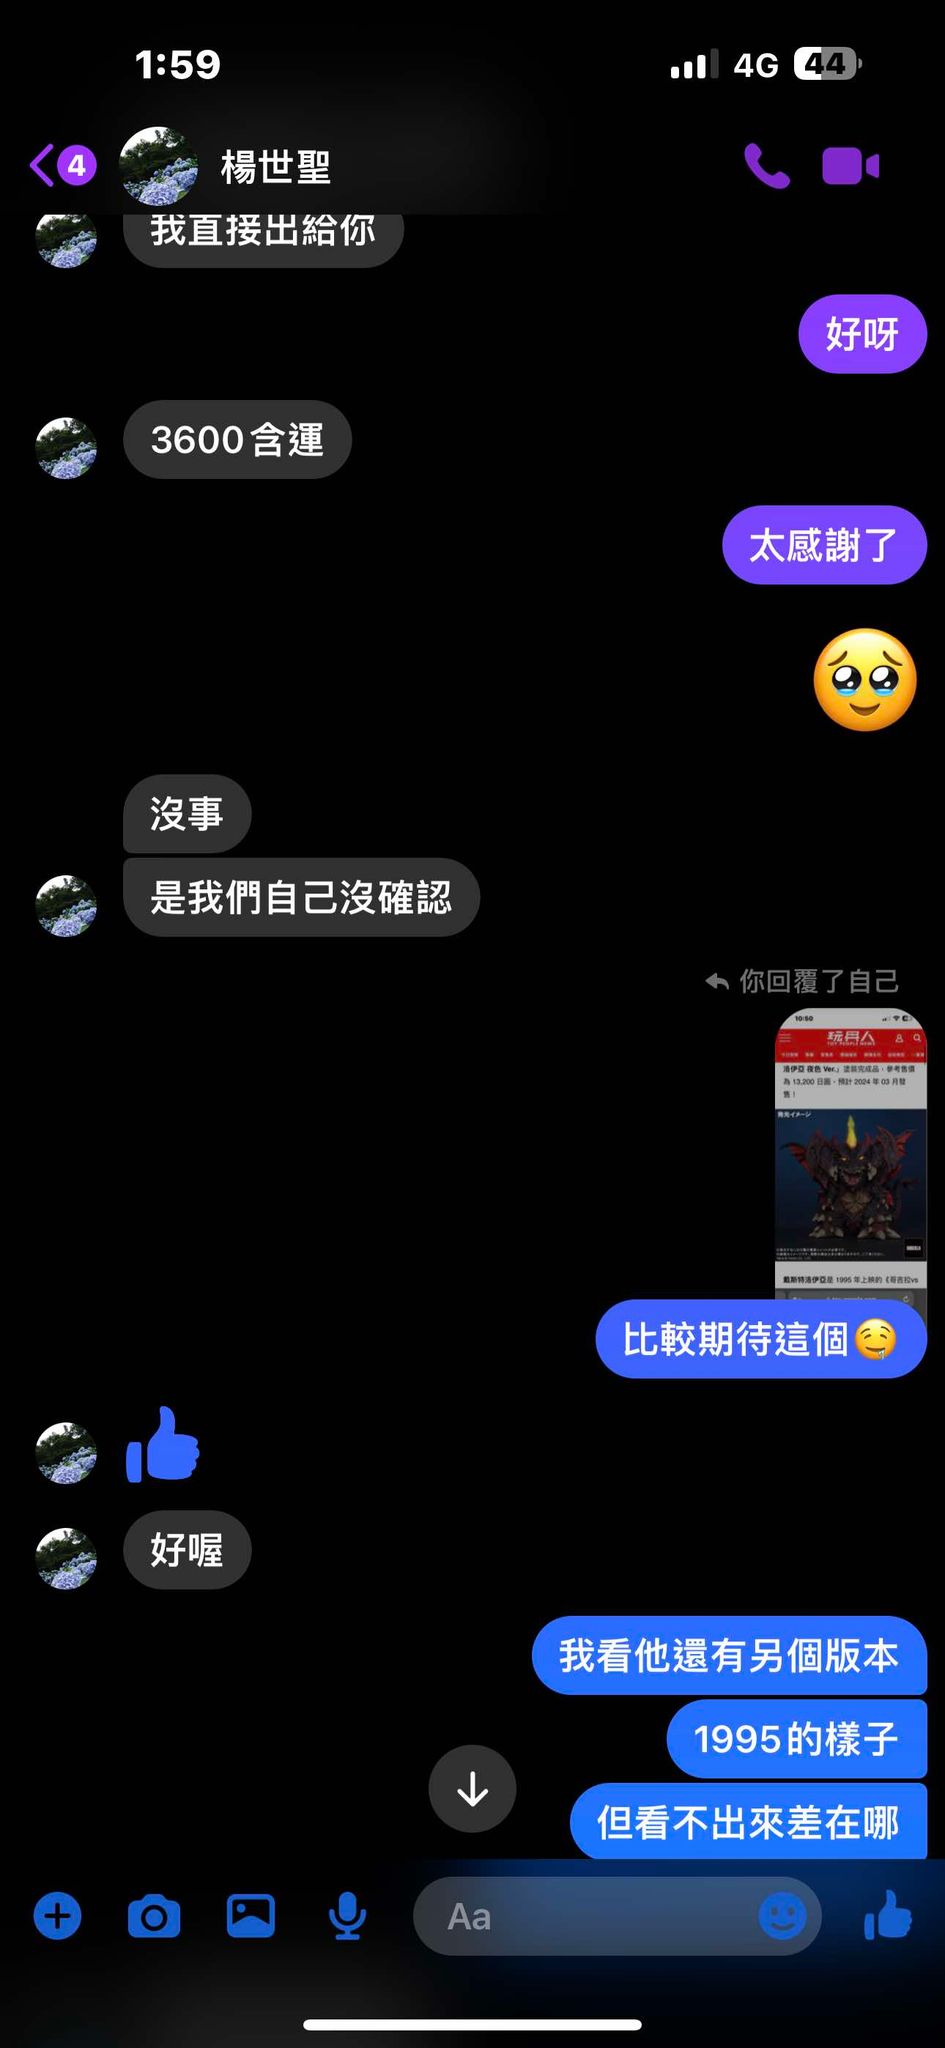 1:59
4G
44
4
楊世聖
我直接出給你
好呀
3600含運
太感謝了
沒事
是我們自己沒確認
你回覆了自己
10:50
玩具人
TOY PEOPLE NEWS
洛伊亞 夜色 Ver.」塗裝完成品，參考售價
為 13,200 日圓，預計 2024 年 03 月發
售！
発光イメージ
戴斯特洛伊亞是 1995 年上映的《哥吉拉vs
比較期待這個
好喔
我看他還有另個版本
1995的樣子
但看不出來差在哪
Aa